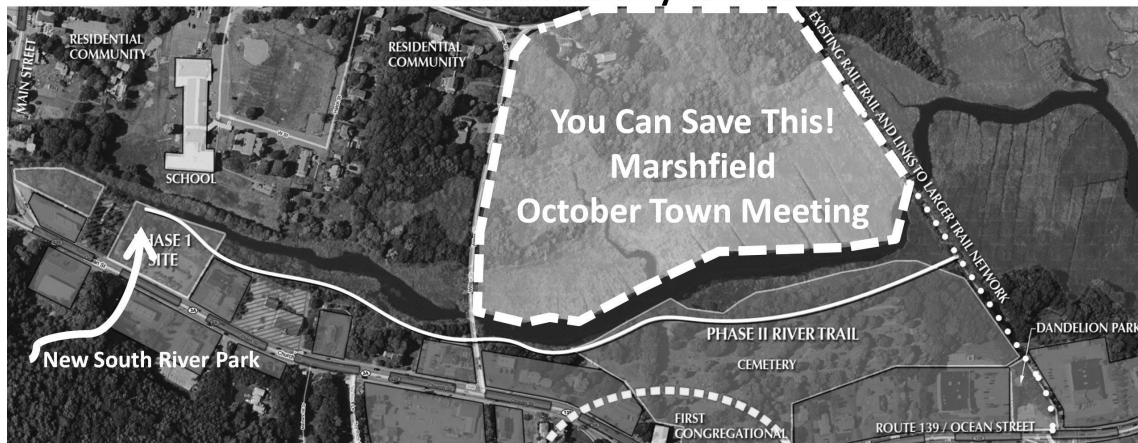 RESIDENTIAL
COMMUNITY
MAIN STREET
SCHOOL
RESIDENTIAL
COMMUNITY
You Can Save This!
Marshfield
October Town Meeting
EXISTING RAIL TRAIL AND LINKS TO LARGER TRAIL NETWORK
PHASE 1
SITE
New South River Park
PHASE II RIVER TRAIL
CEMETERY
DANDELION PARK
FIRST
CONGREGATIONAL
ROUTE 139 / OCEAN STREET